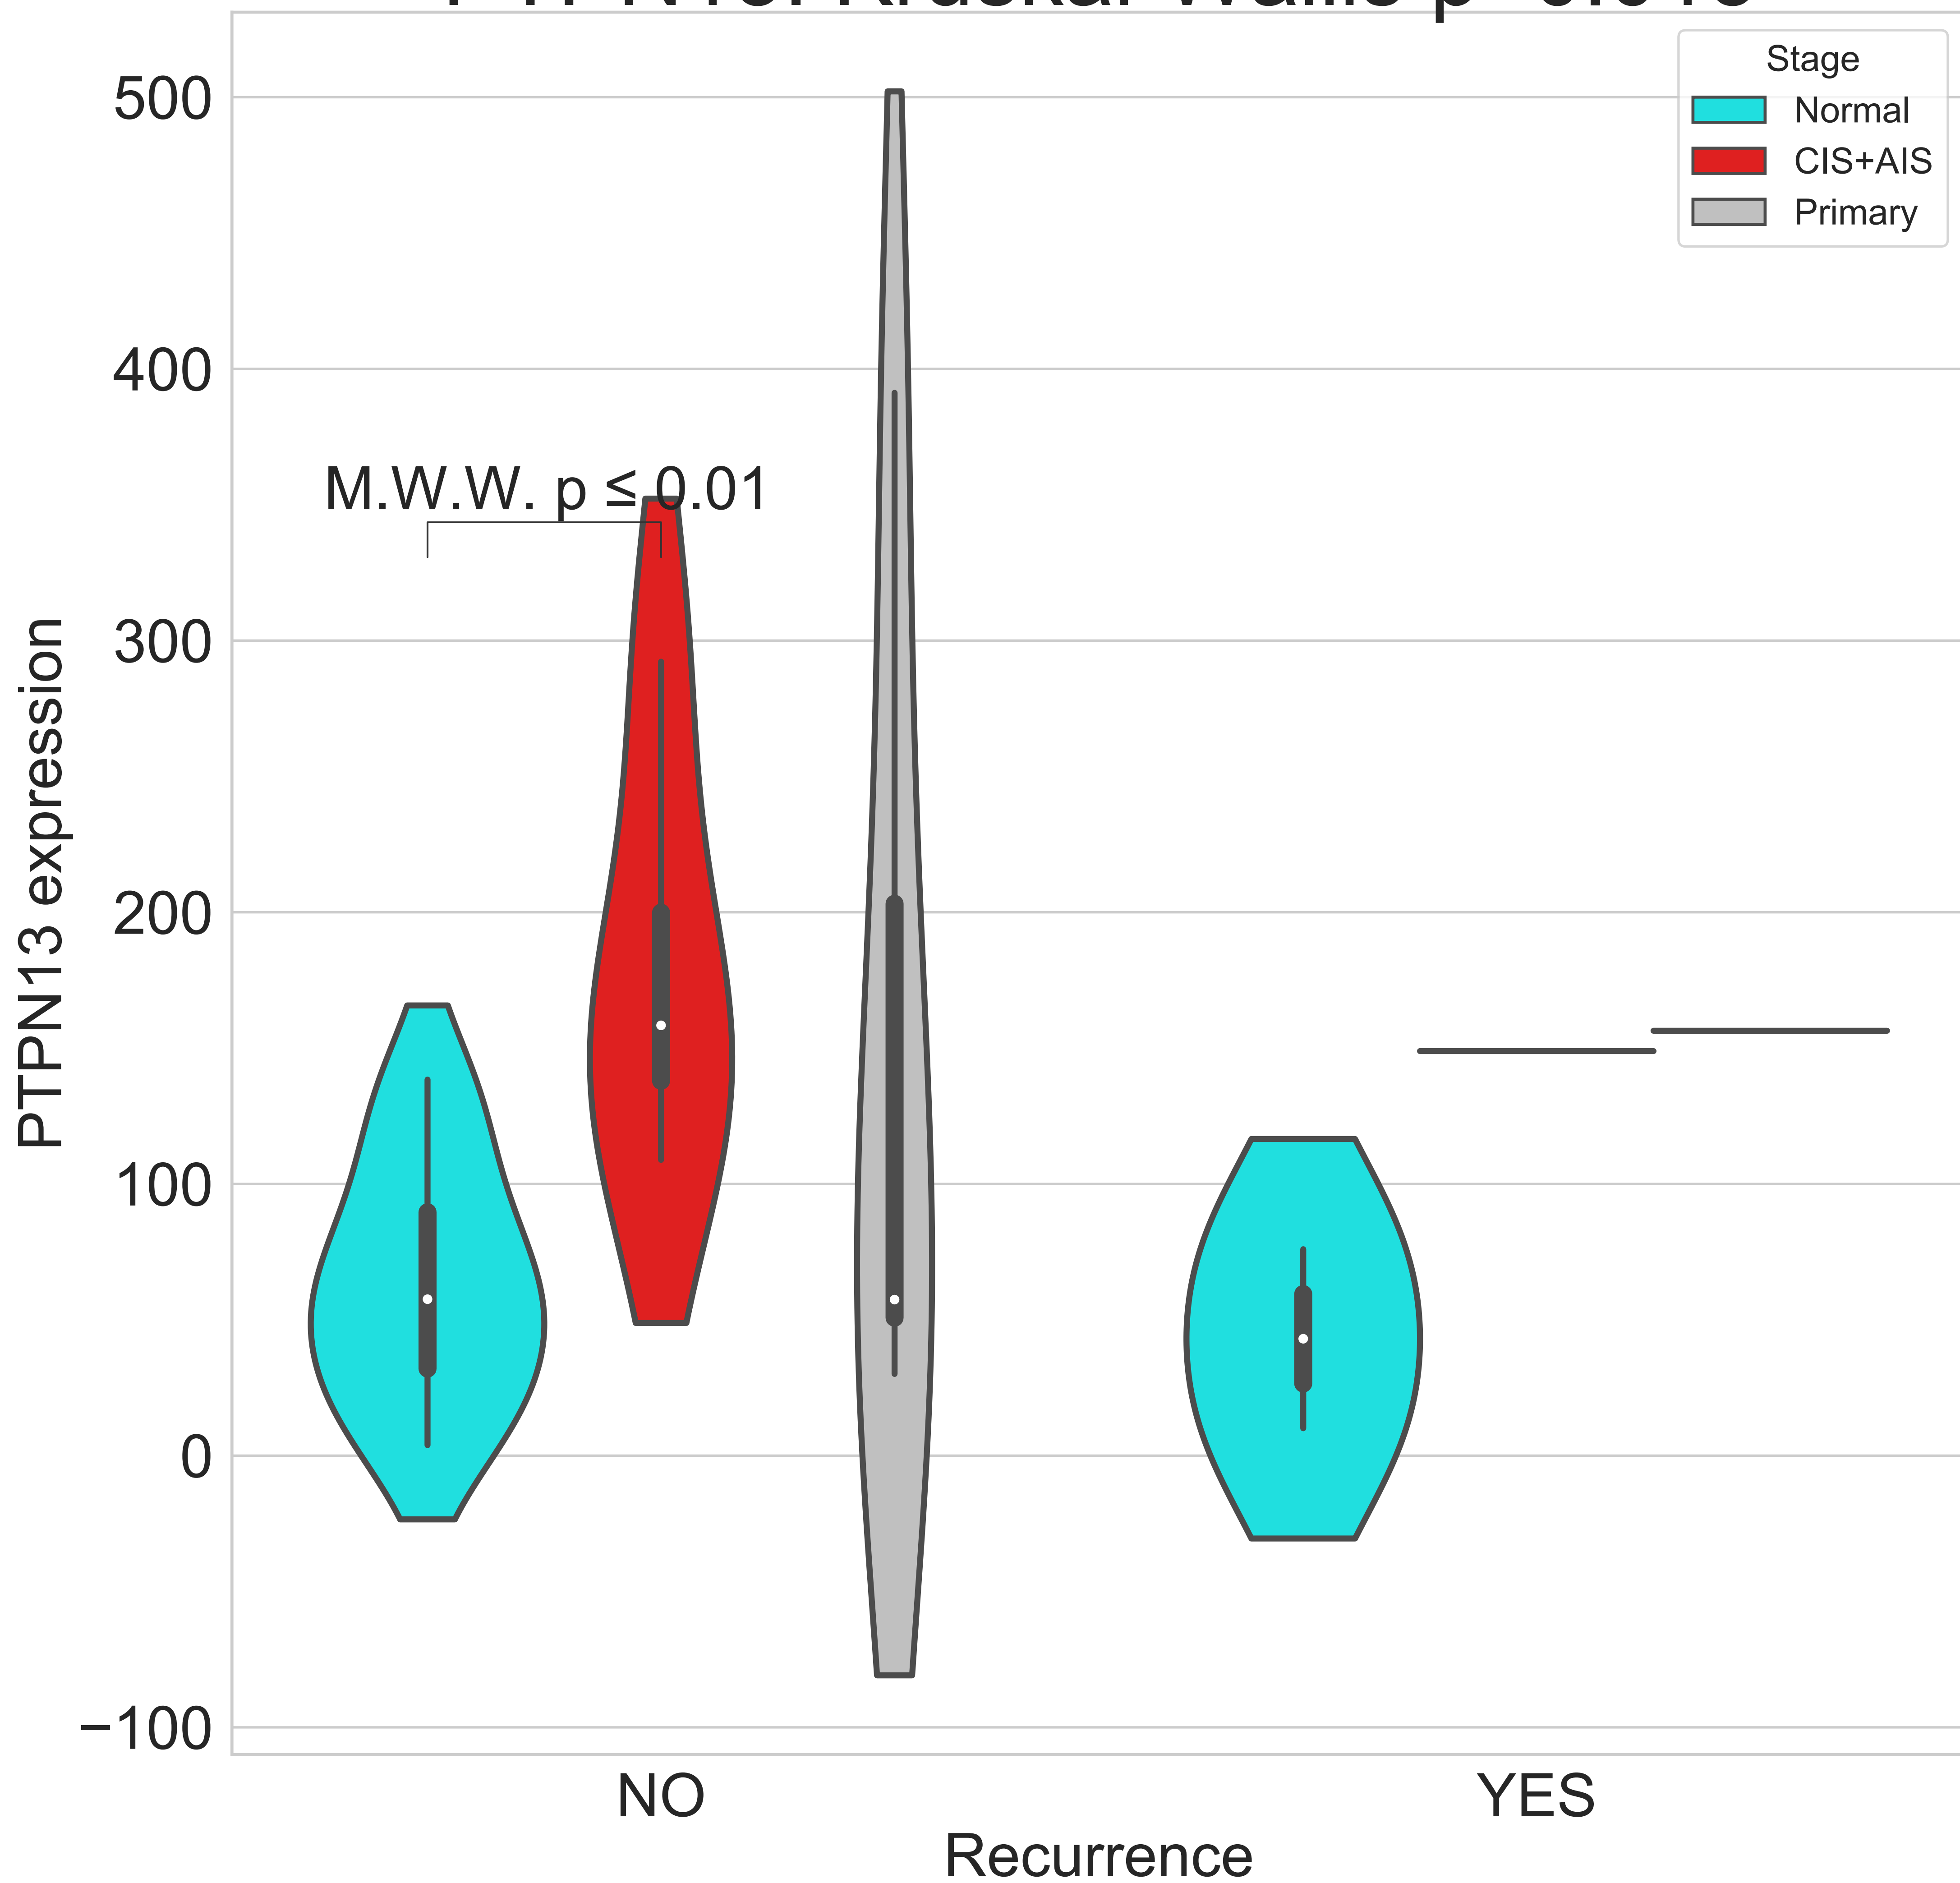 Stage
Normal
CIS+AIS
Primary
500
400
300
200
100
0
−100
M.W.W. p ≤ 0.01
PTPN13 expression
NO
YES
Recurrence